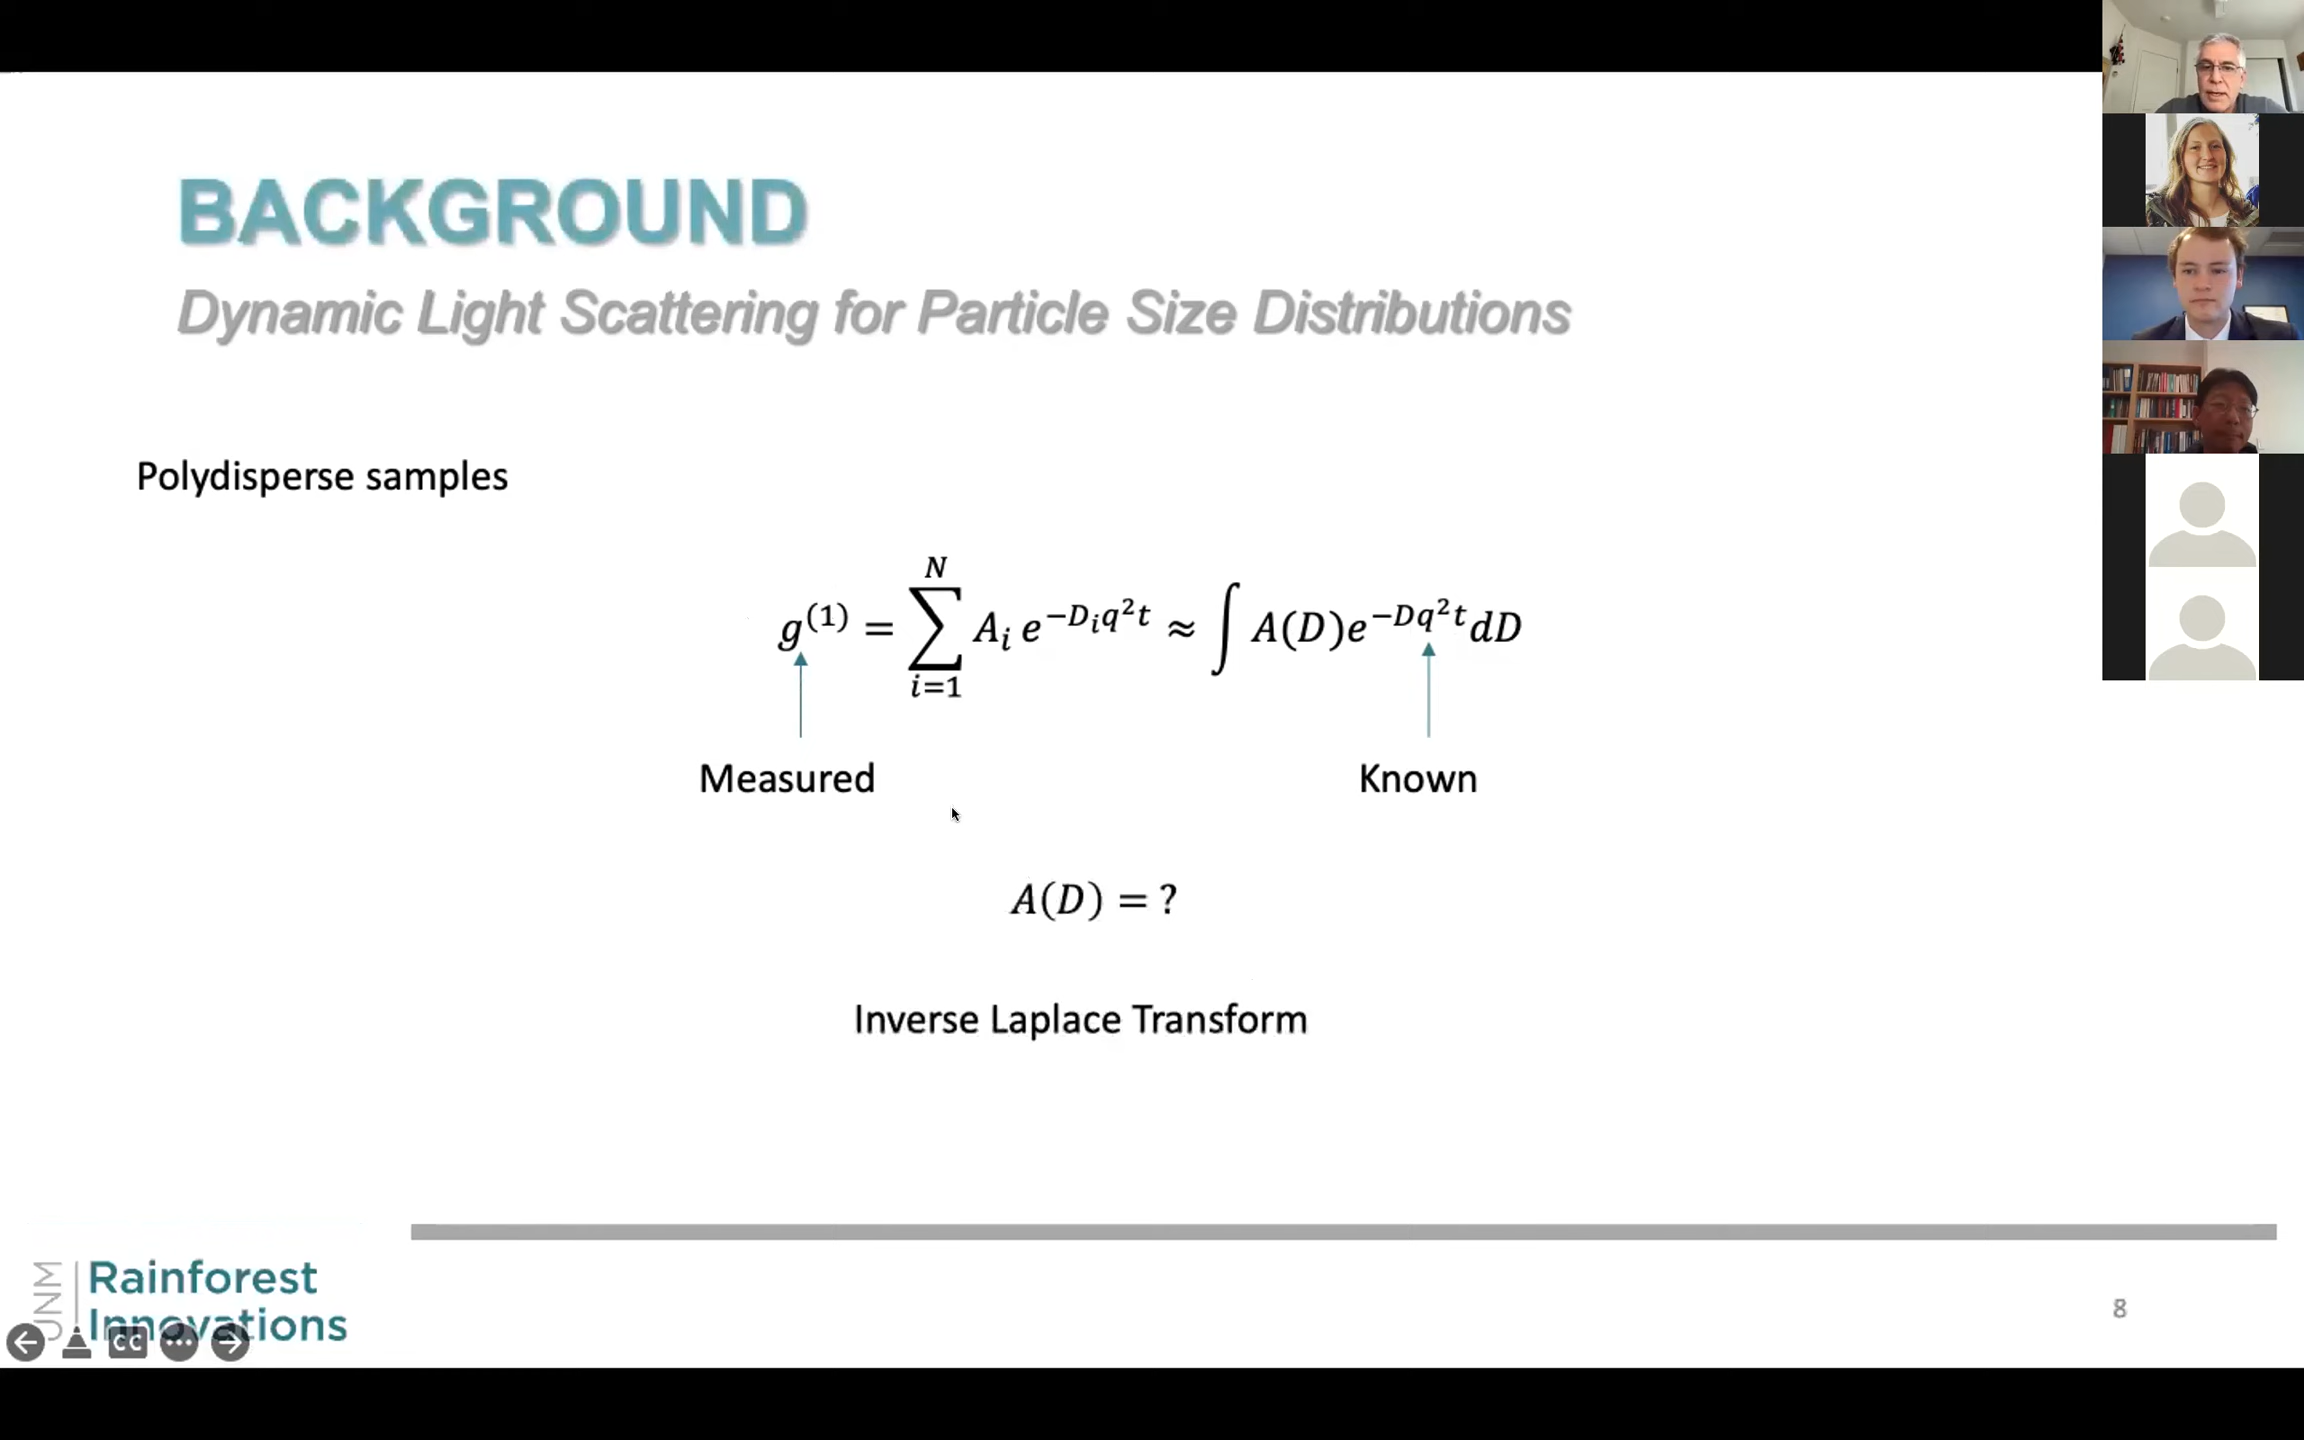 BACKGROUND
Dynamic Light Scattering for Particle Size Distributions
Polydisperse samples
g⁽¹⁾ = ∑_{i=1}^{N} A_i e^{−D_i q²t} ≈ ∫ A(D)e^{−Dq²t}dD
Measured
Known
A(D) = ?
Inverse Laplace Transform
UNM
Rainforest
Innovations
CC
8